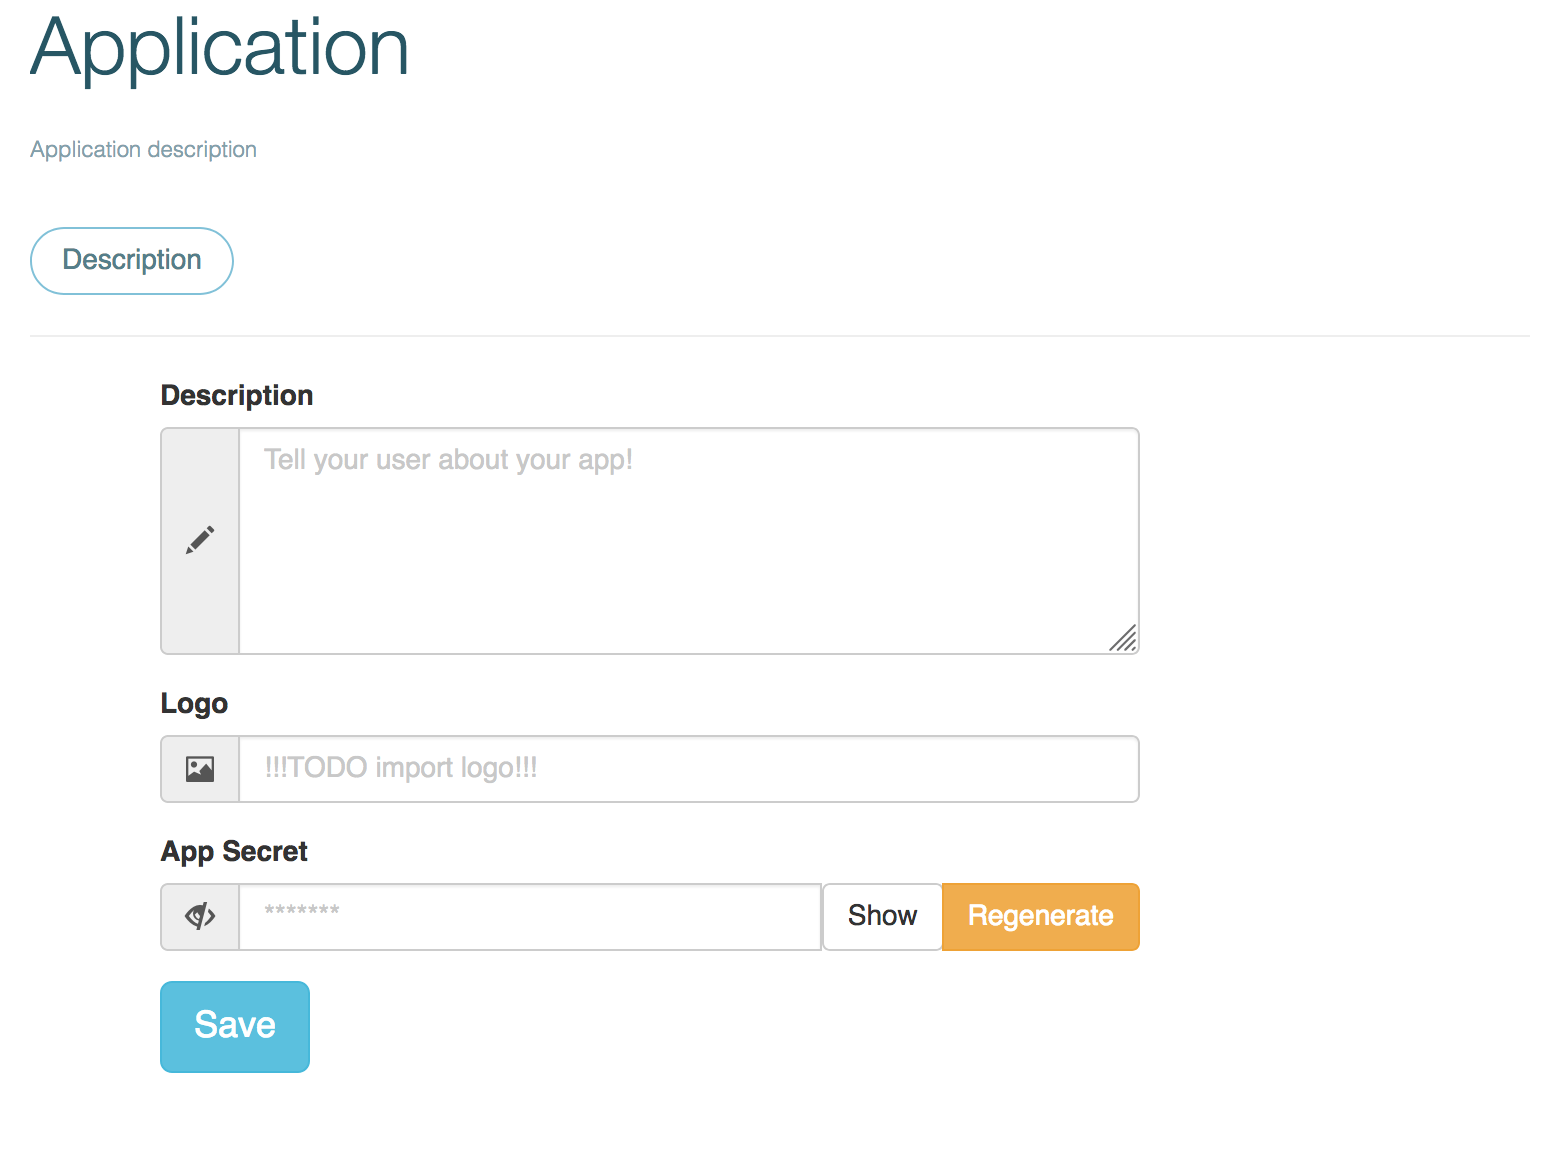 Application
Application description
Description
Description
Tell your user about your app!
Logo
!!!TODO import logo!!!
App Secret
*******
Show
Regenerate
Save